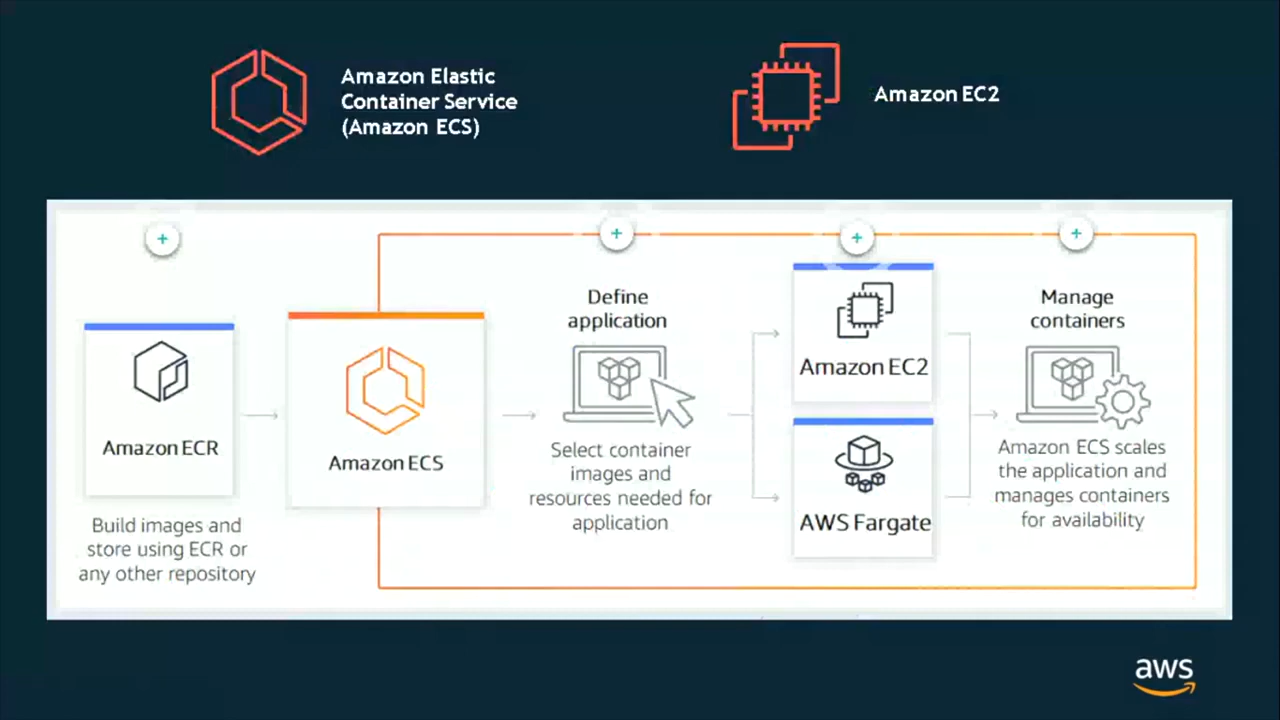 Amazon Elastic
Container Service
(Amazon ECS)
Amazon EC2
Amazon ECR
Build images and
store using ECR or
any other repository
Amazon ECS
Define
application
Select container
images and
resources needed for
application
Amazon EC2
AWS Fargate
Manage
containers
Amazon ECS scales
the application and
manages containers
for availability
aws